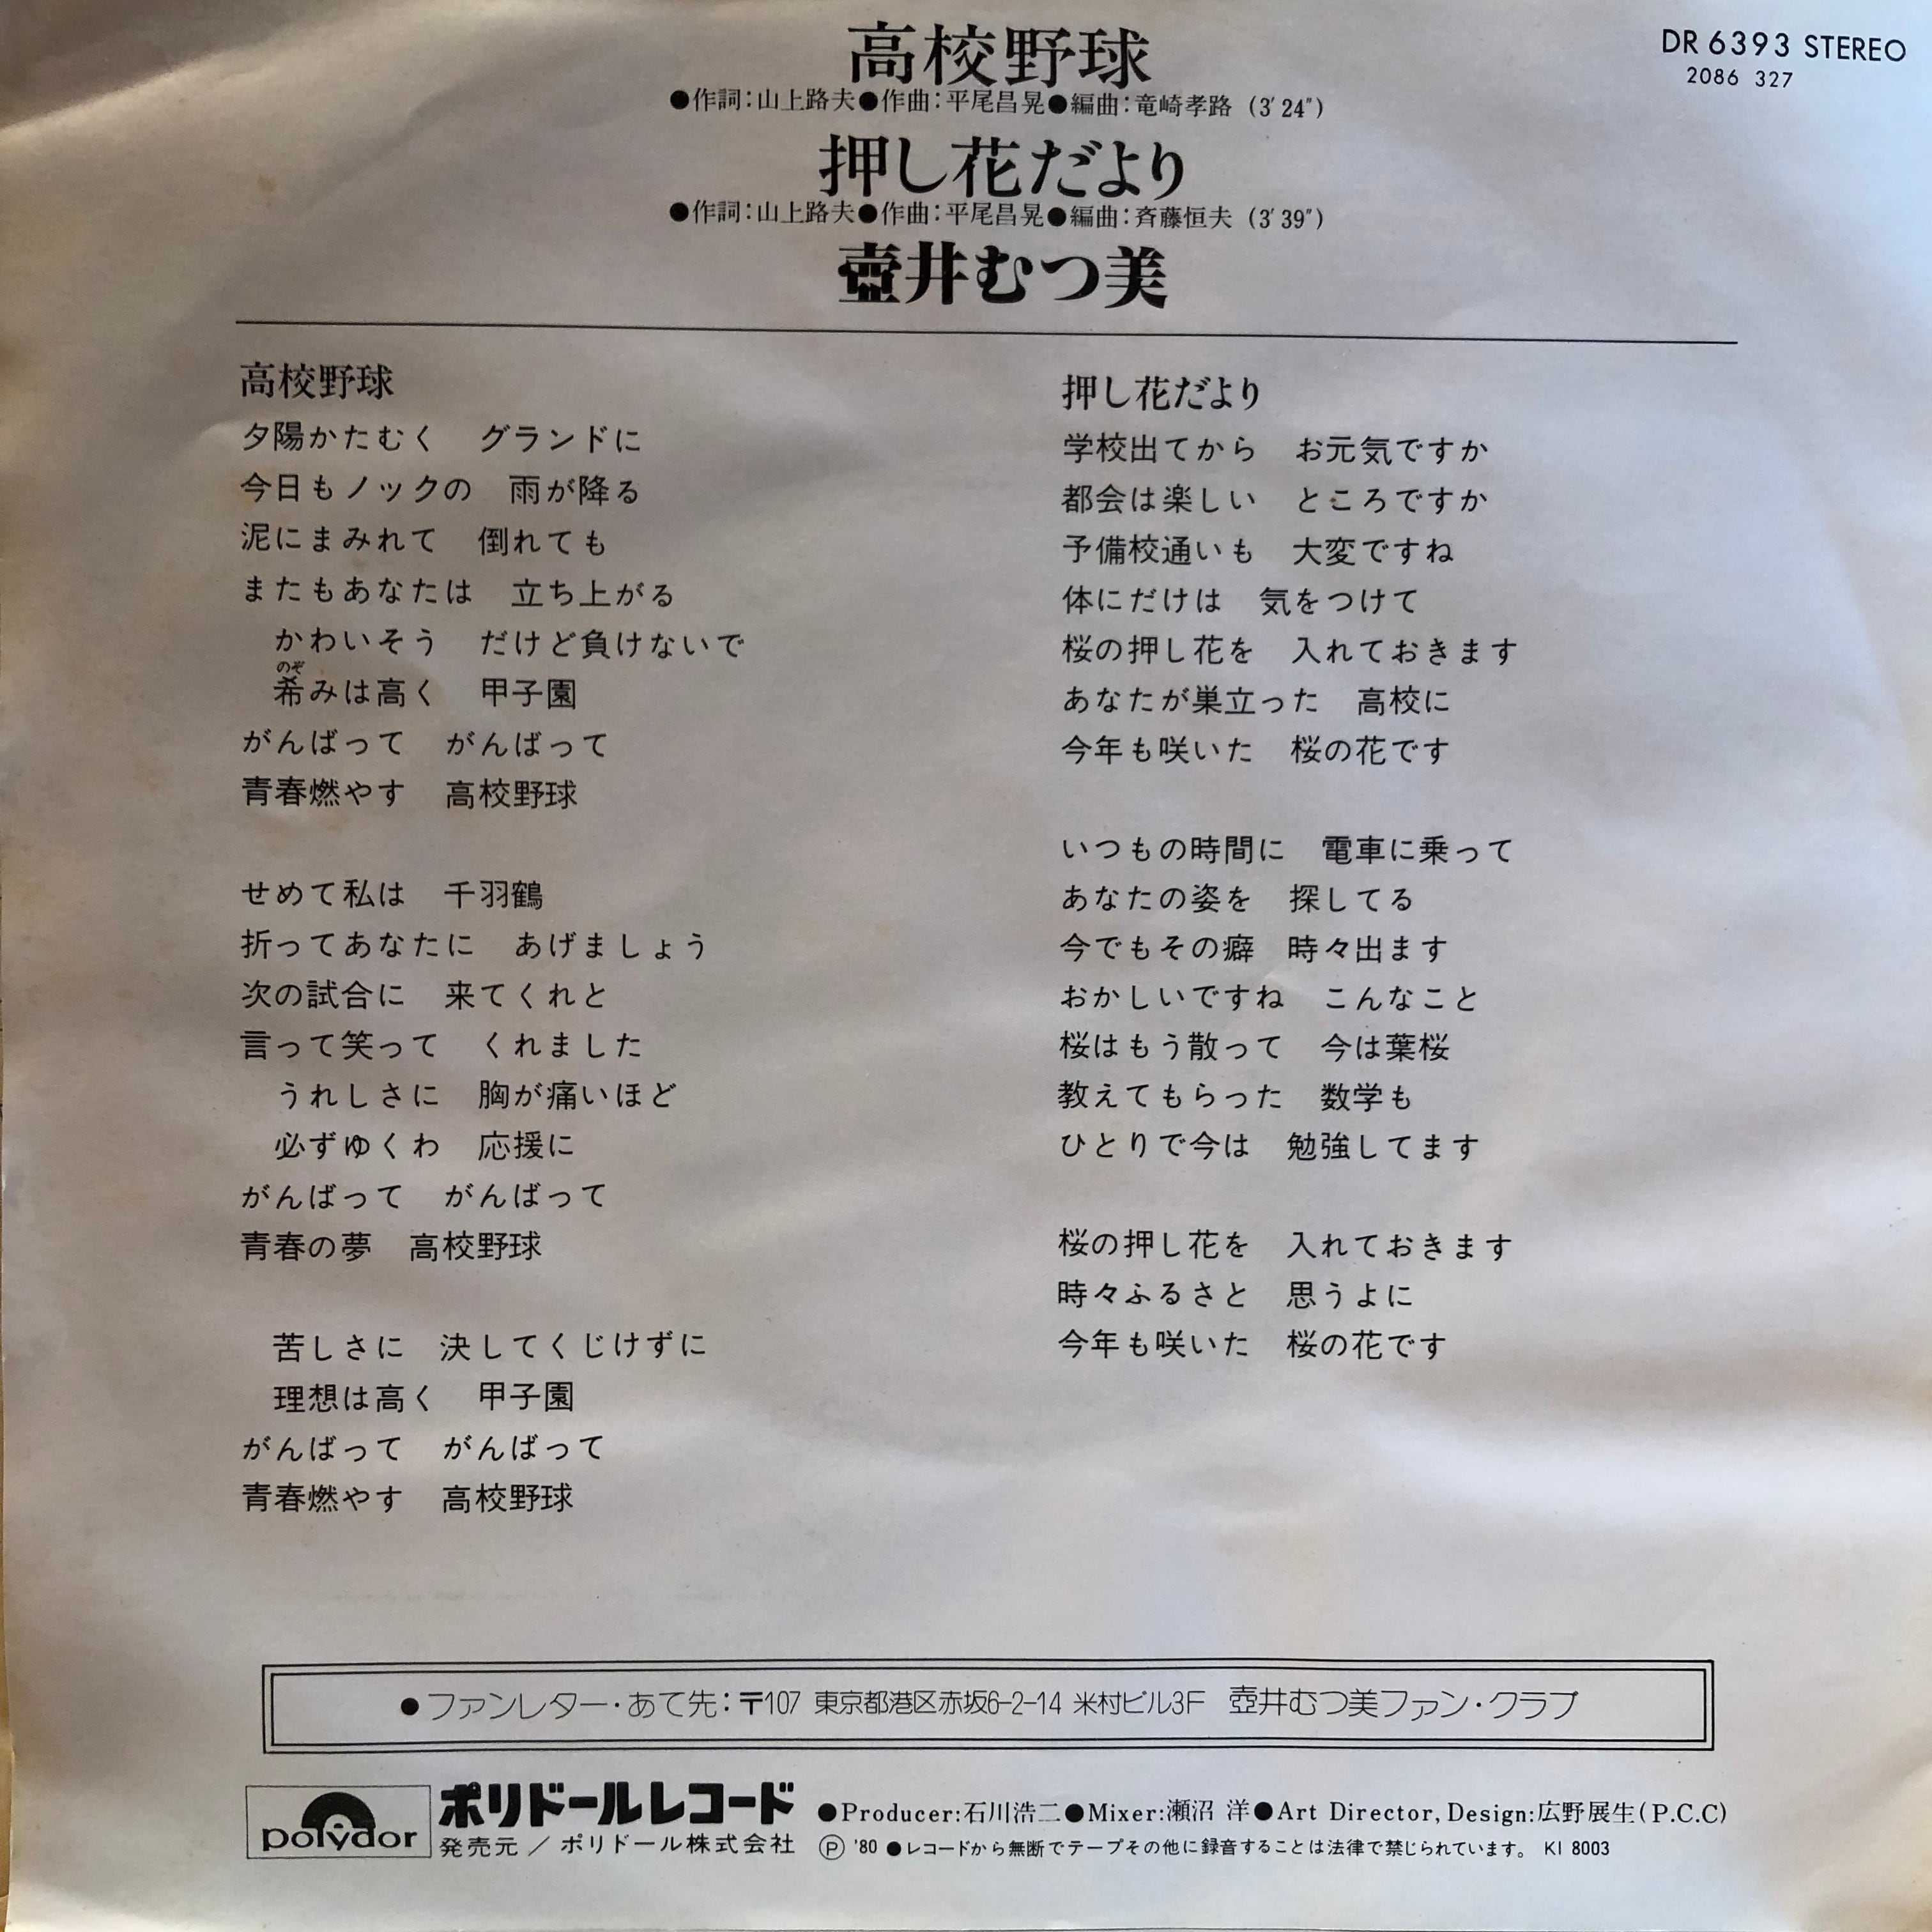 高校野球
●作詞:山上路夫●作曲:平尾昌晃●編曲:竜崎孝路 (3′24″)
押し花だより
●作詞:山上路夫●作曲:平尾昌晃●編曲:斉藤恒夫 (3′39″)
壺井むつ美
DR 6393 STEREO
2086 327
高校野球
夕陽かたむく　グランドに
今日もノックの　雨が降る
泥にまみれて　倒れても
またもあなたは　立ち上がる
かわいそう　だけど負けないで
のぞ
希みは高く　甲子園
がんばって　がんばって
青春燃やす　高校野球
せめて私は　千羽鶴
折ってあなたに　あげましょう
次の試合に　来てくれと
言って笑って　くれました
うれしさに　胸が痛いほど
必ずゆくわ　応援に
がんばって　がんばって
青春の夢　高校野球
苦しさに　決してくじけずに
理想は高く　甲子園
がんばって　がんばって
青春燃やす　高校野球
押し花だより
学校出てから　お元気ですか
都会は楽しい　ところですか
予備校通いも　大変ですね
体にだけは　気をつけて
桜の押し花を　入れておきます
あなたが巣立った　高校に
今年も咲いた　桜の花です
いつもの時間に　電車に乗って
あなたの姿を　探してる
今でもその癖　時々出ます
おかしいですね　こんなこと
桜はもう散って　今は葉桜
教えてもらった　数学も
ひとりで今は　勉強してます
桜の押し花を　入れておきます
時々ふるさと　思うよに
今年も咲いた　桜の花です
●ファンレター・あて先:〒107 東京都港区赤坂6-2-14 米村ビル3F　壺井むつ美ファン・クラブ
polydor
ポリドールレコード
発売元／ポリドール株式会社
●Producer:石川浩二●Mixer:瀬沼 洋●Art Director, Design:広野展生(P.C.C)
Ⓟ '80 ●レコードから無断でテープその他に録音することは法律で禁じられています。 KI 8003